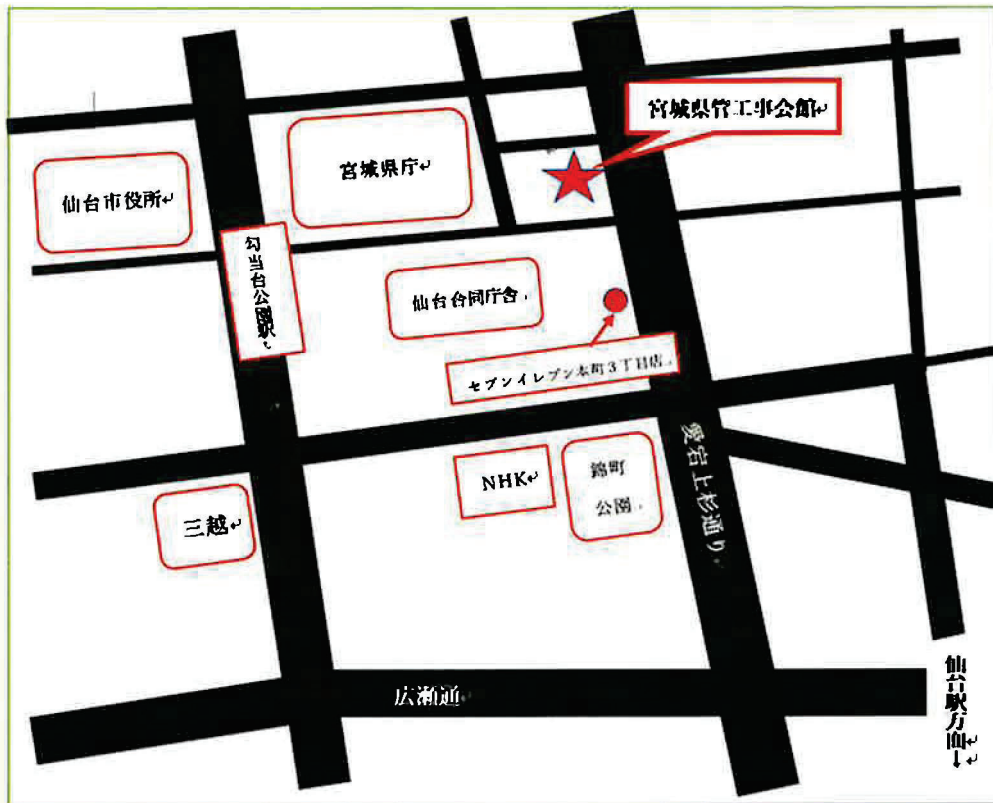 宮城県管工事会館
宮城県庁
仙台市役所
勾当台公園駅
仙台合同庁舎
セブンイレブン本町3丁目店
愛宕上杉通り
NHK
錦町
公園
三越
広瀬通
仙台駅方面→